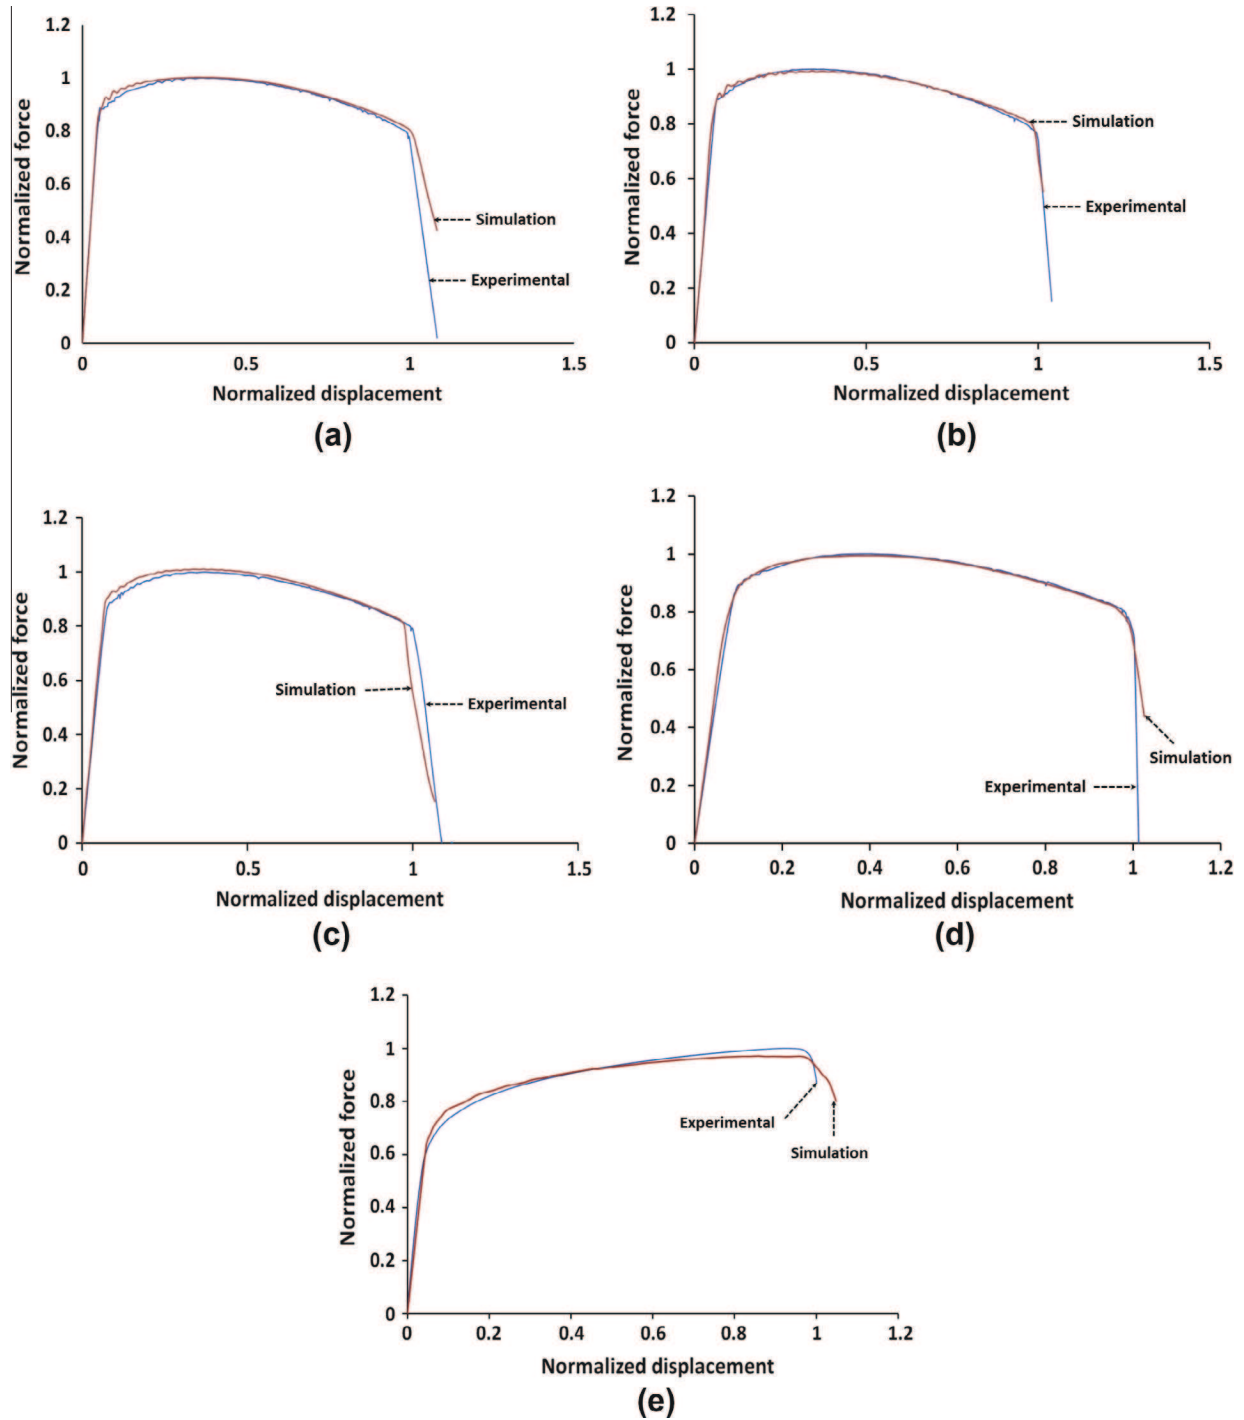 1.2
1
0.8
0.6
0.4
0.2
0
Normalized force
Simulation
Experimental
0 0.5 1 1.5
Normalized displacement
(a)
1.2
1
0.8
0.6
0.4
0.2
0
Normalized force
Simulation
Experimental
0 0.5 1 1.5
Normalized displacement
(b)
1.2
1
0.8
0.6
0.4
0.2
0
Normalized force
Simulation
Experimental
0 0.5 1 1.5
Normalized displacement
(c)
1.2
1
0.8
0.6
0.4
0.2
0
Normalized force
Simulation
Experimental
0 0.2 0.4 0.6 0.8 1 1.2
Normalized displacement
(d)
1.2
1
0.8
0.6
0.4
0.2
0
Normalized force
Experimental
Simulation
0 0.2 0.4 0.6 0.8 1 1.2
Normalized displacement
(e)